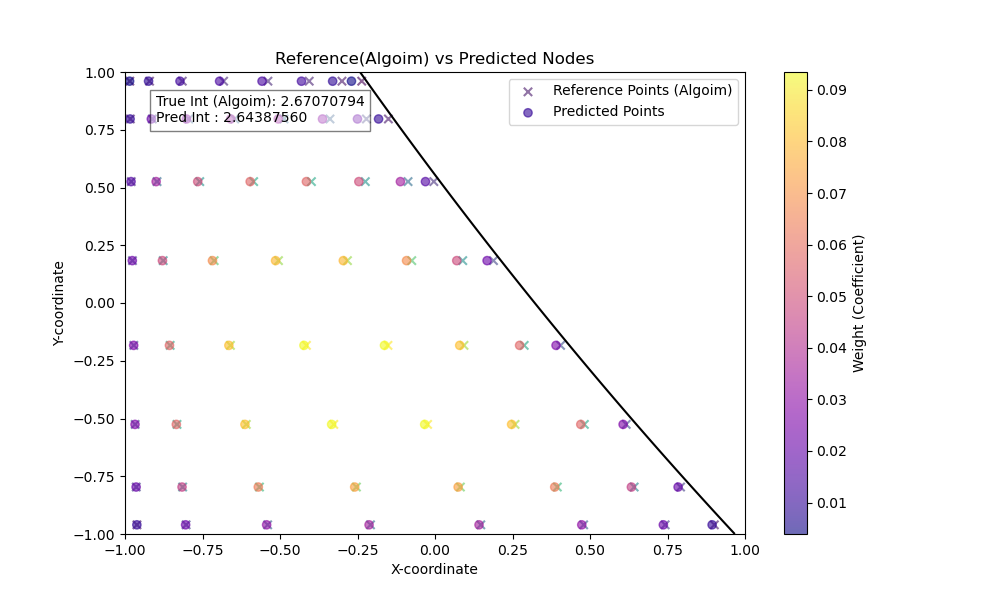 Reference(Algoim) vs Predicted Nodes
True Int (Algoim): 2.67070794
Pred Int : 2.64387560
Reference Points (Algoim)
Predicted Points
Y-coordinate
1.00
0.75
0.50
0.25
0.00
−0.25
−0.50
−0.75
−1.00
−1.00 −0.75 −0.50 −0.25 0.00 0.25 0.50 0.75 1.00
X-coordinate
0.09
0.08
0.07
0.06
0.05
0.04
0.03
0.02
0.01
Weight (Coefficient)